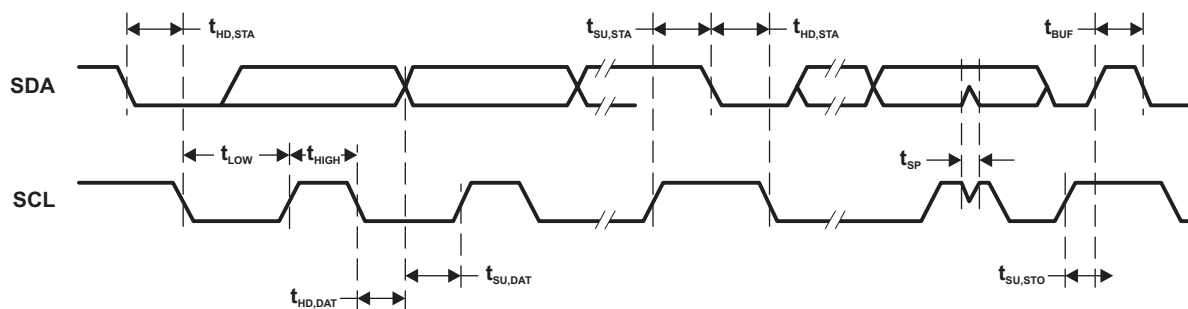 tHD,STA
tSU,STA
tHD,STA
tBUF
SDA
tLOW
tHIGH
tSP
SCL
tSU,DAT
tSU,STO
tHD,DAT